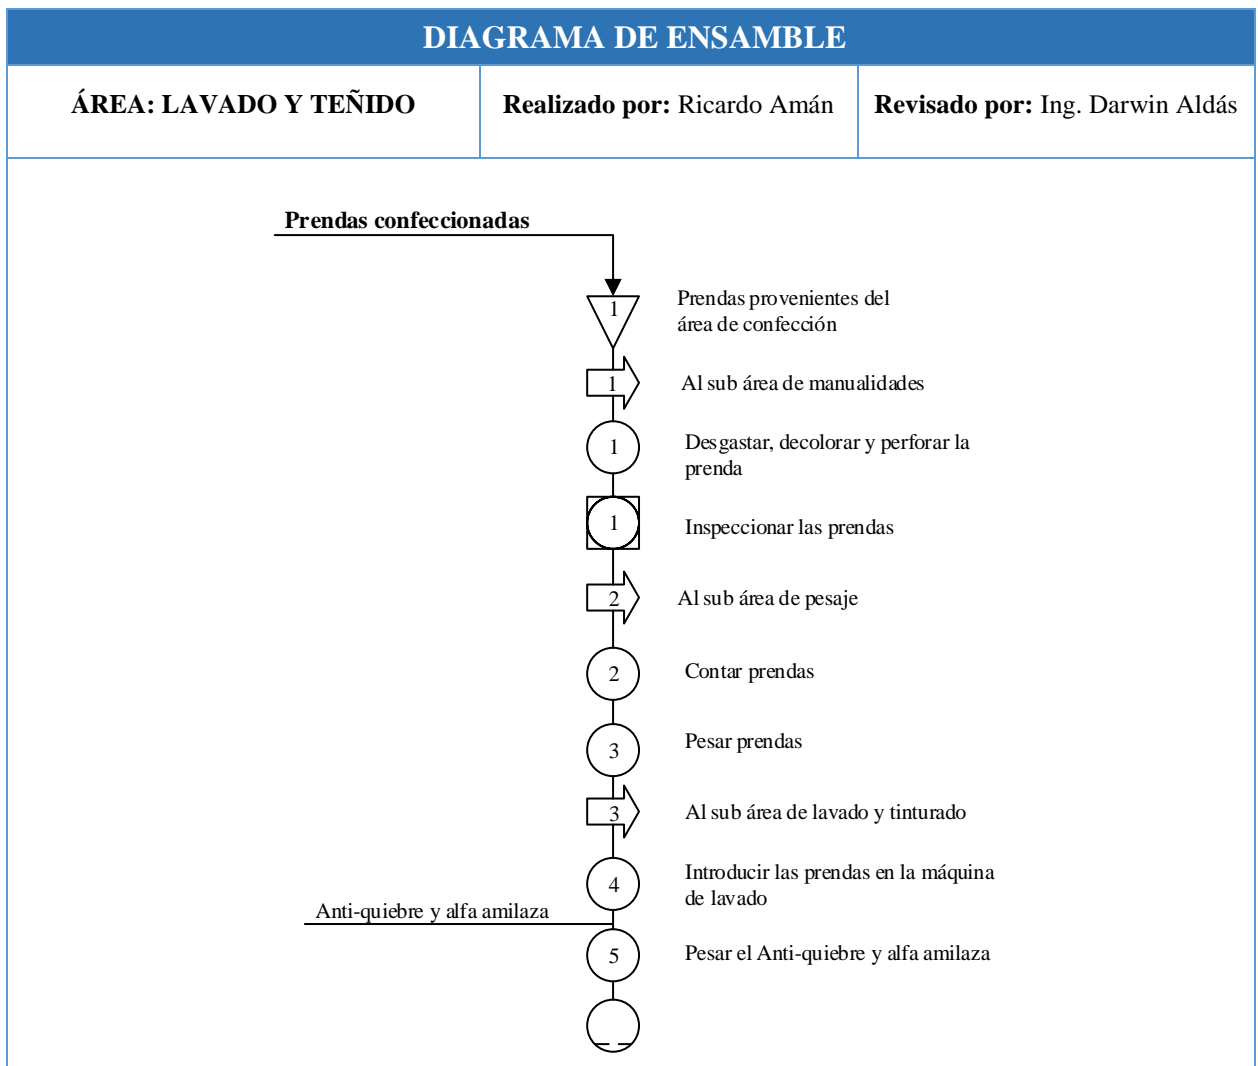 DIAGRAMA DE ENSAMBLE
ÁREA: LAVADO Y TEÑIDO
Realizado por: Ricardo Amán
Revisado por: Ing. Darwin Aldás
Prendas confeccionadas
1
Prendas provenientes del
área de confección
1
Al sub área de manualidades
1
Desgastar, decolorar y perforar la
prenda
1
Inspeccionar las prendas
2
Al sub área de pesaje
2
Contar prendas
3
Pesar prendas
3
Al sub área de lavado y tinturado
4
Introducir las prendas en la máquina
de lavado
Anti-quiebre y alfa amilaza
5
Pesar el Anti-quiebre y alfa amilaza